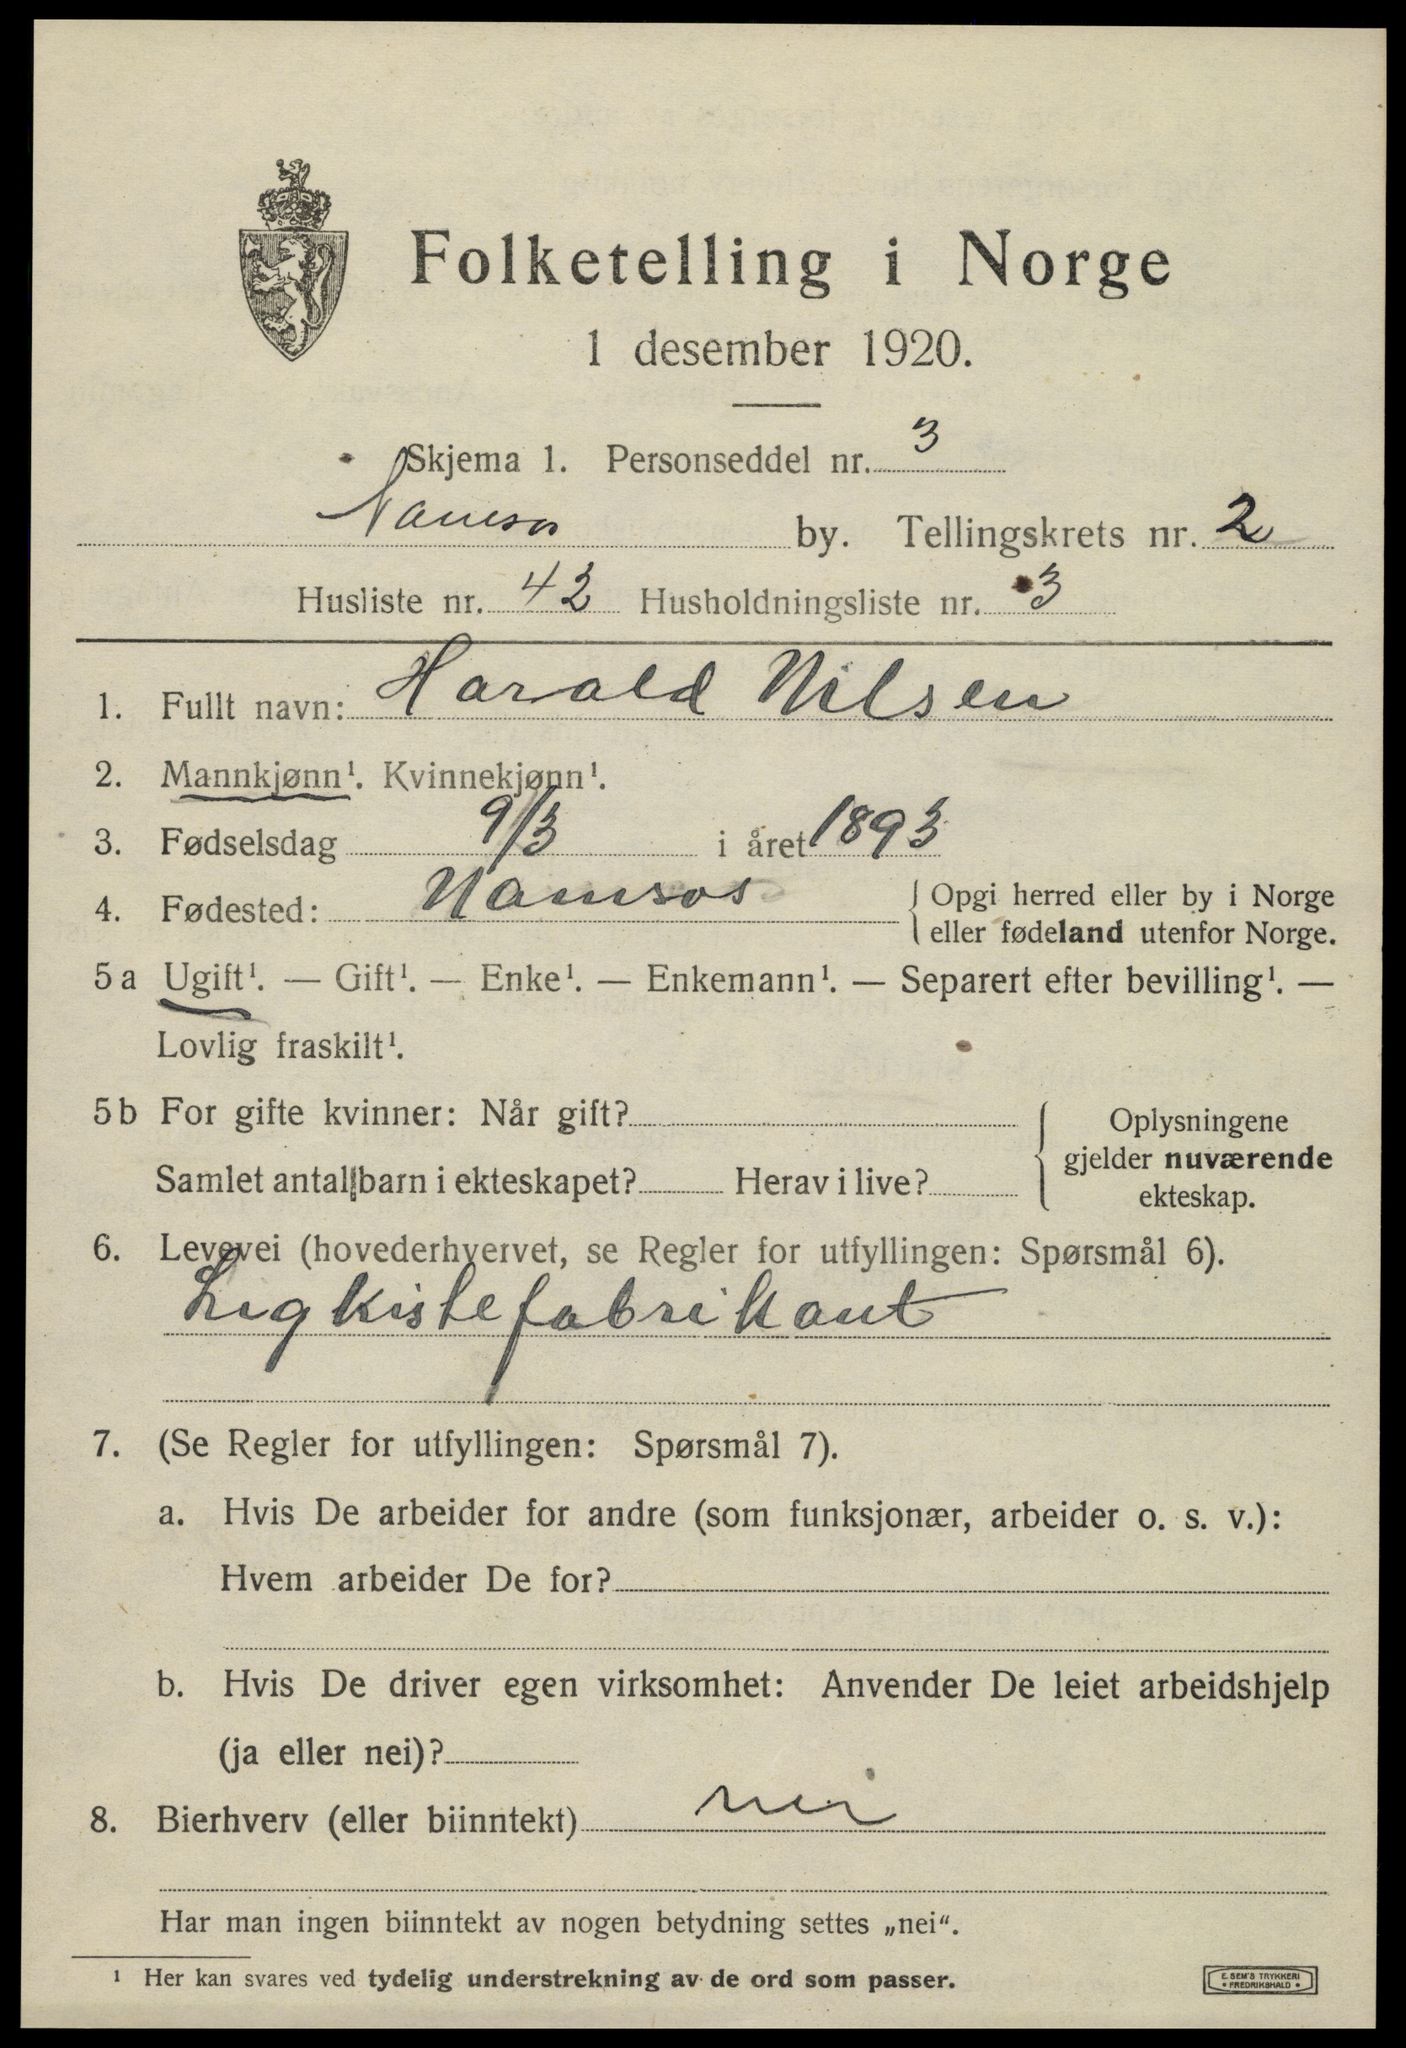 Folketelling i Norge
1 desember 1920.
Skjema 1. Personseddel nr. 3
Namsos by. Tellingskrets nr. 2
Husliste nr. 43 Husholdningsliste nr. 3
1. Fullt navn: Harald Nilsen
2. Mannkjønn¹. Kvinnekjønn¹.
3. Fødselsdag 9/3 i året 1893
4. Fødested: Namsos { Opgi herred eller by i Norge
eller fødeland utenfor Norge.
5 a Ugift¹. — Gift¹. — Enke¹. — Enkemann¹. — Separert efter bevilling¹. —
Lovlig fraskilt¹.
5 b For gifte kvinner: Når gift?
Samlet antal barn i ekteskapet? Herav i live?
{ Oplysningene
gjelder nuværende
ekteskap.
6. Levevei (hovederhvervet, se Regler for utfyllingen: Spørsmål 6).
Ligkistefabrikant
7. (Se Regler for utfyllingen: Spørsmål 7).
a. Hvis De arbeider for andre (som funksjonær, arbeider o. s. v.):
Hvem arbeider De for?
b. Hvis De driver egen virksomhet: Anvender De leiet arbeidshjelp
(ja eller nei)?
8. Bierhverv (eller biinntekt) nei
Har man ingen biinntekt av nogen betydning settes „nei“.
¹ Her kan svares ved tydelig understrekning av de ord som passer.
E. SEM'S TRYKKERI
• FREDRIKSHALD •